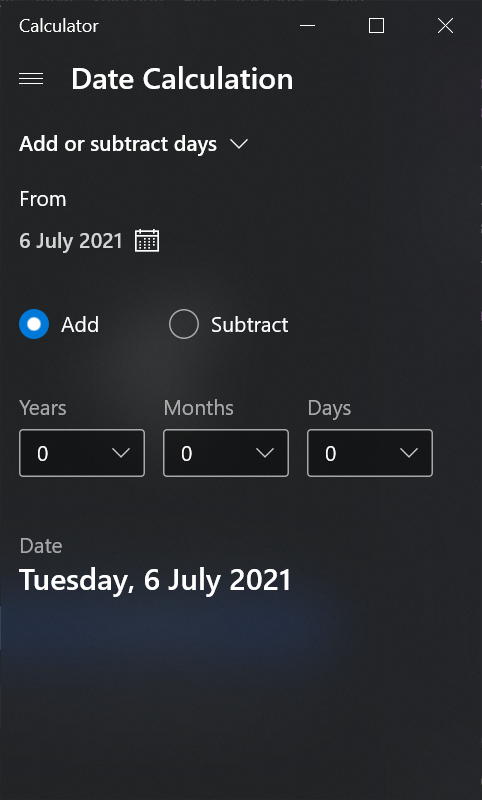 Calculator
Date Calculation
Add or subtract days
From
6 July 2021
Add Subtract
Years Months Days
0 0 0
Date
Tuesday, 6 July 2021